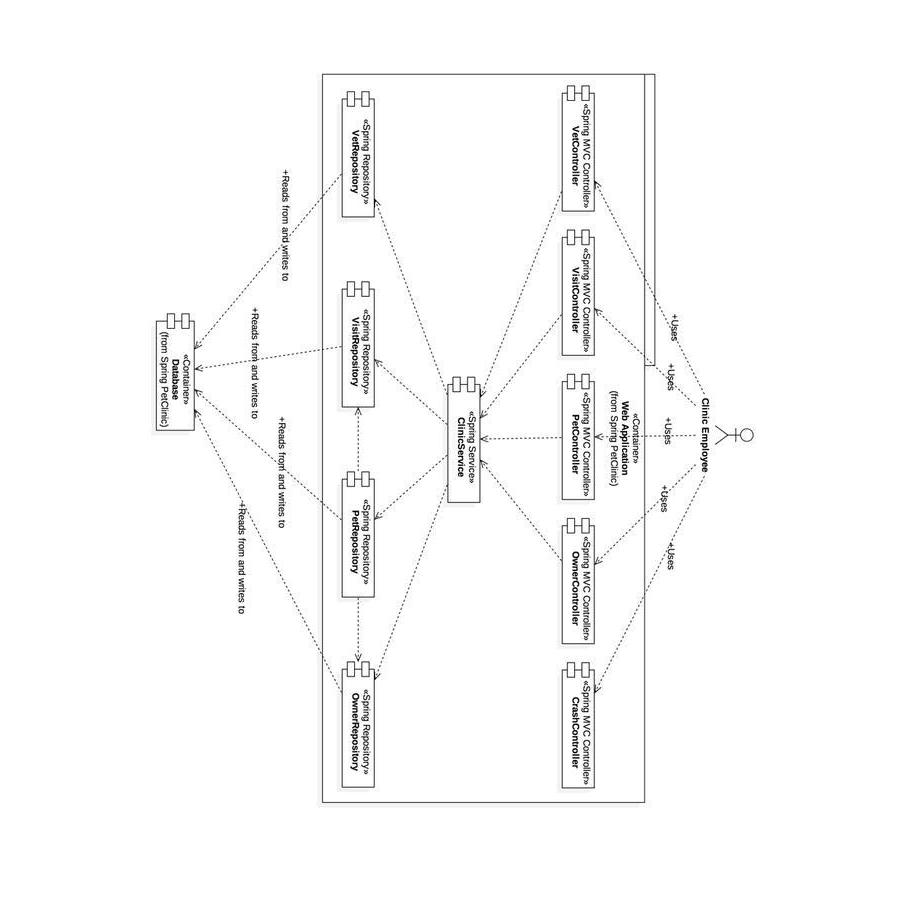 Clinic Employee
+Uses
+Uses
+Uses
+Uses
+Uses
«Container»
Web Application
(from Spring PetClinic)
«Spring MVC Controller»
VetController
«Spring MVC Controller»
VisitController
«Spring MVC Controller»
PetController
«Spring MVC Controller»
OwnerController
«Spring MVC Controller»
CrashController
«Spring Service»
ClinicService
«Spring Repository»
VetRepository
«Spring Repository»
VisitRepository
«Spring Repository»
PetRepository
«Spring Repository»
OwnerRepository
+Reads from and writes to
+Reads from and writes to
+Reads from and writes to
+Reads from and writes to
«Container»
Database
(from Spring PetClinic)